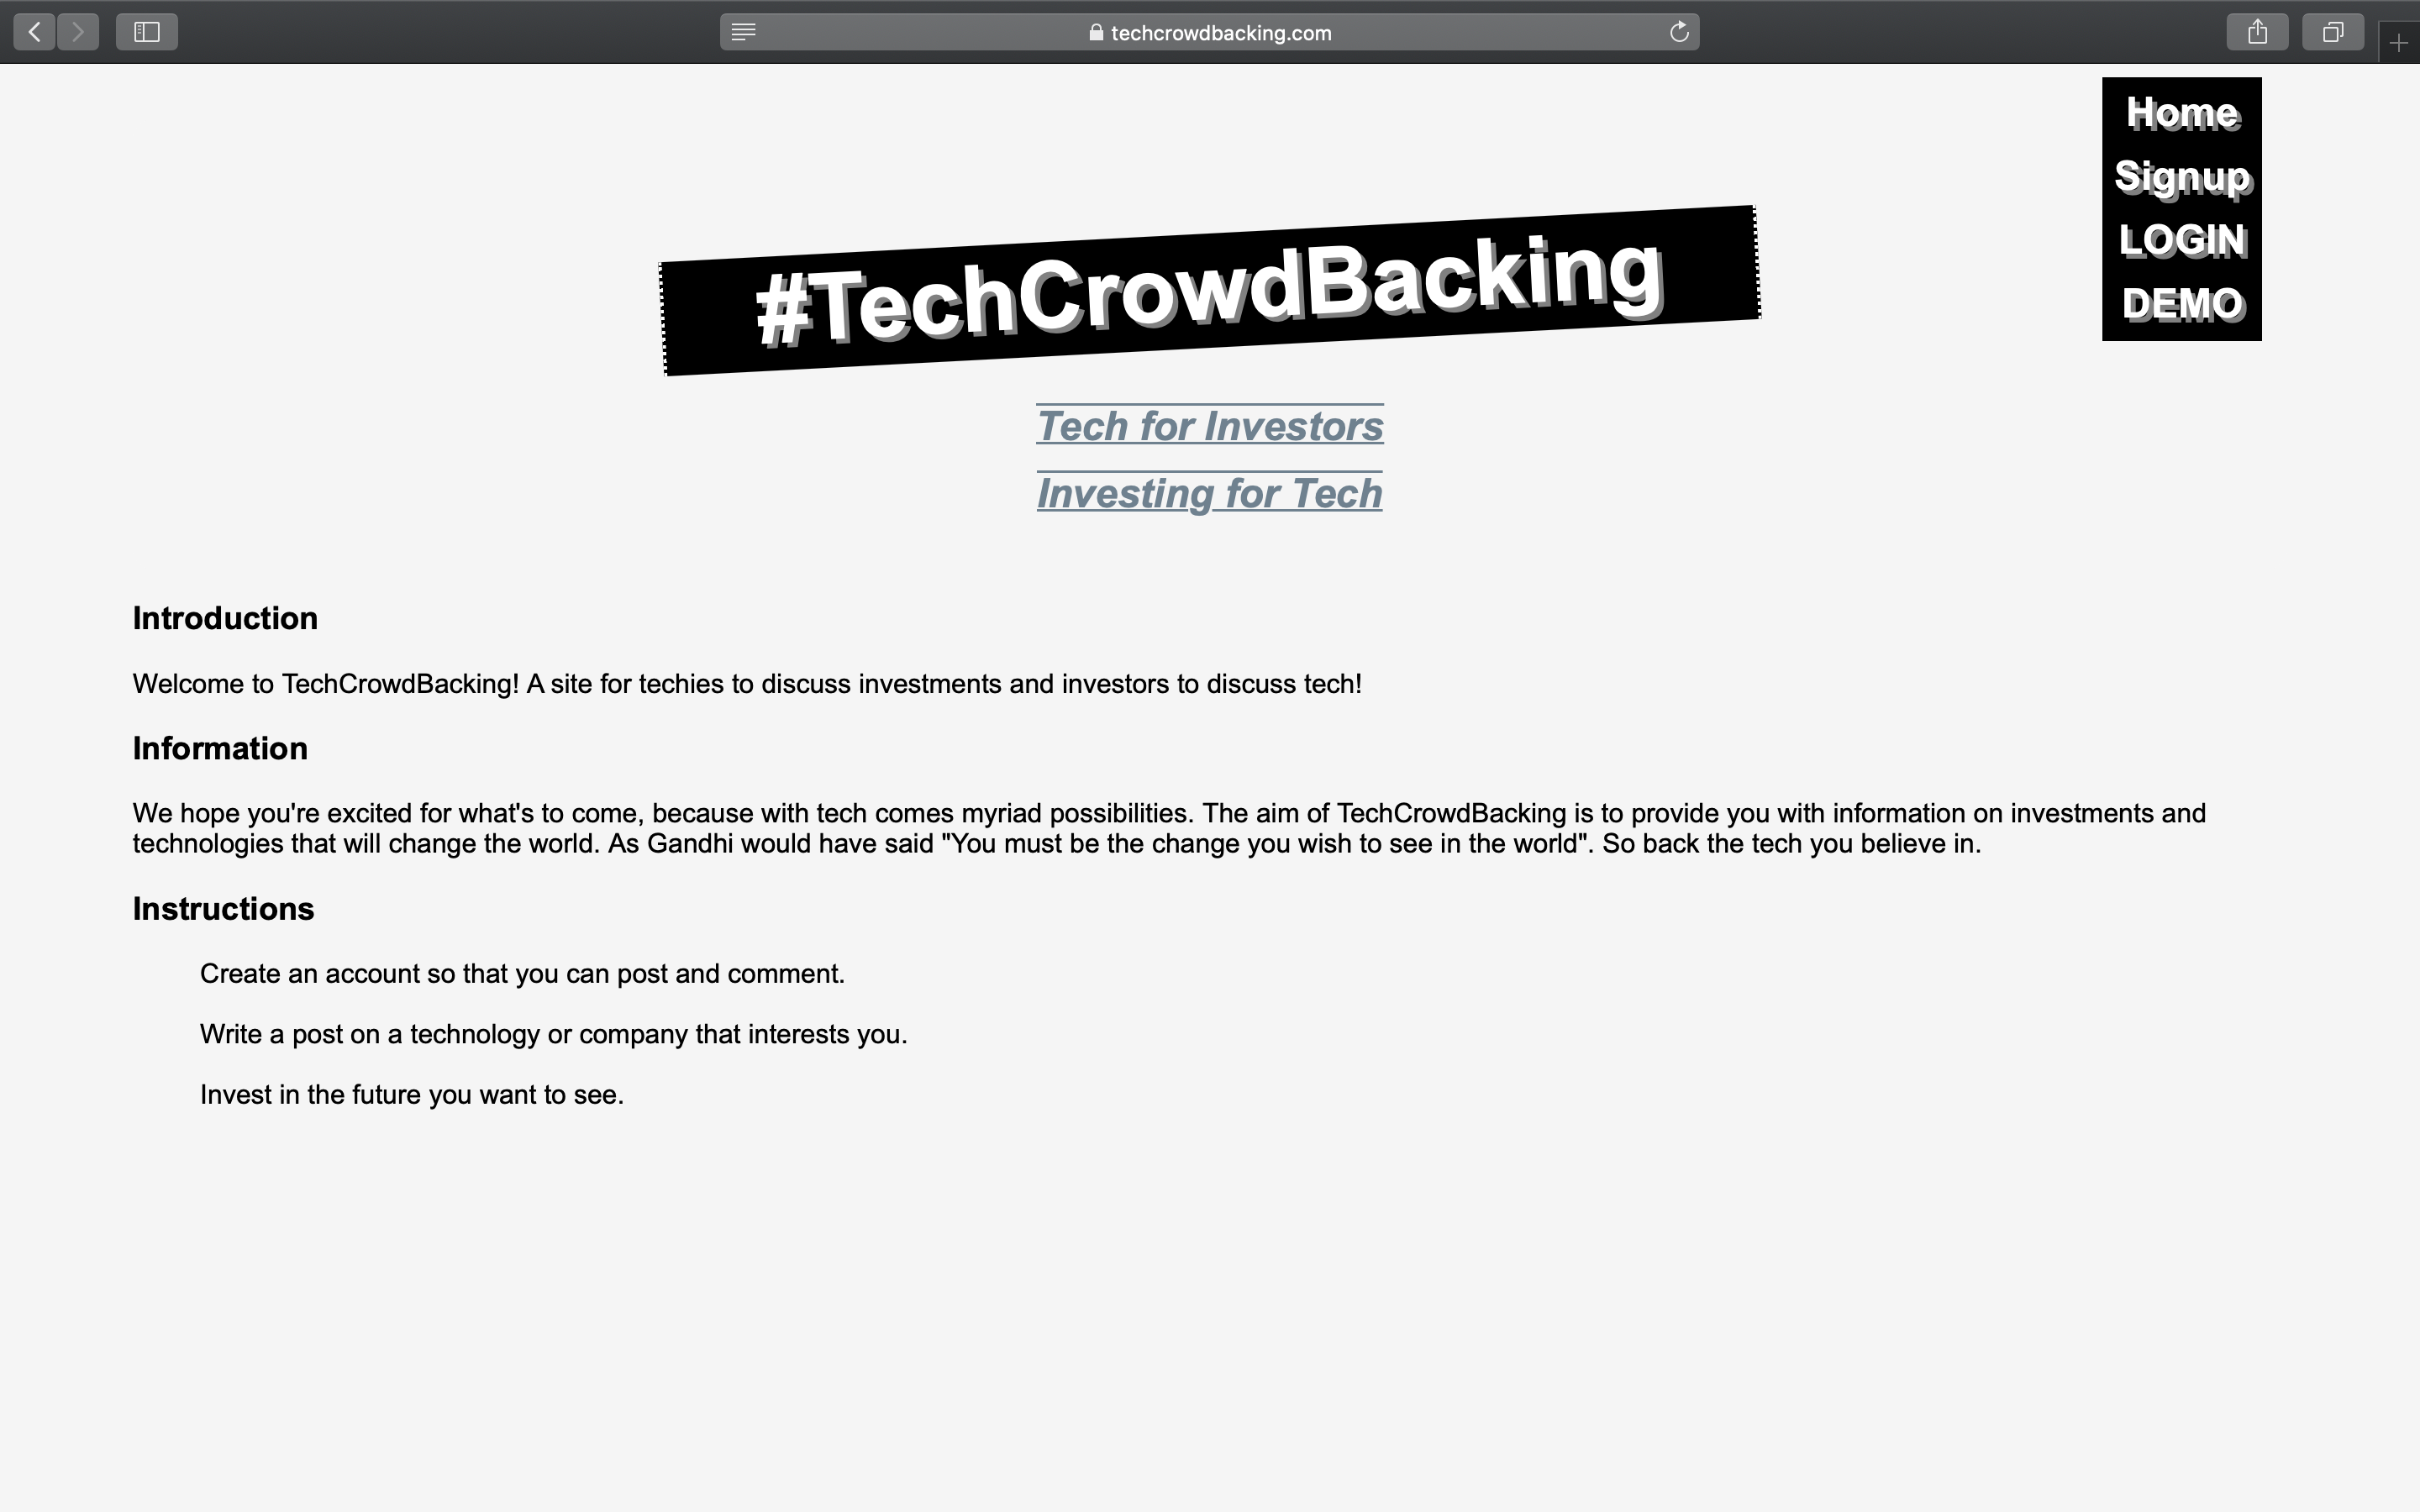 techcrowdbacking.com
Home
Signup
LOGIN
DEMO
#TechCrowdBacking
Tech for Investors
Investing for Tech
Introduction
Welcome to TechCrowdBacking! A site for techies to discuss investments and investors to discuss tech!
Information
We hope you're excited for what's to come, because with tech comes myriad possibilities. The aim of TechCrowdBacking is to provide you with information on investments and
technologies that will change the world. As Gandhi would have said "You must be the change you wish to see in the world". So back the tech you believe in.
Instructions
Create an account so that you can post and comment.
Write a post on a technology or company that interests you.
Invest in the future you want to see.